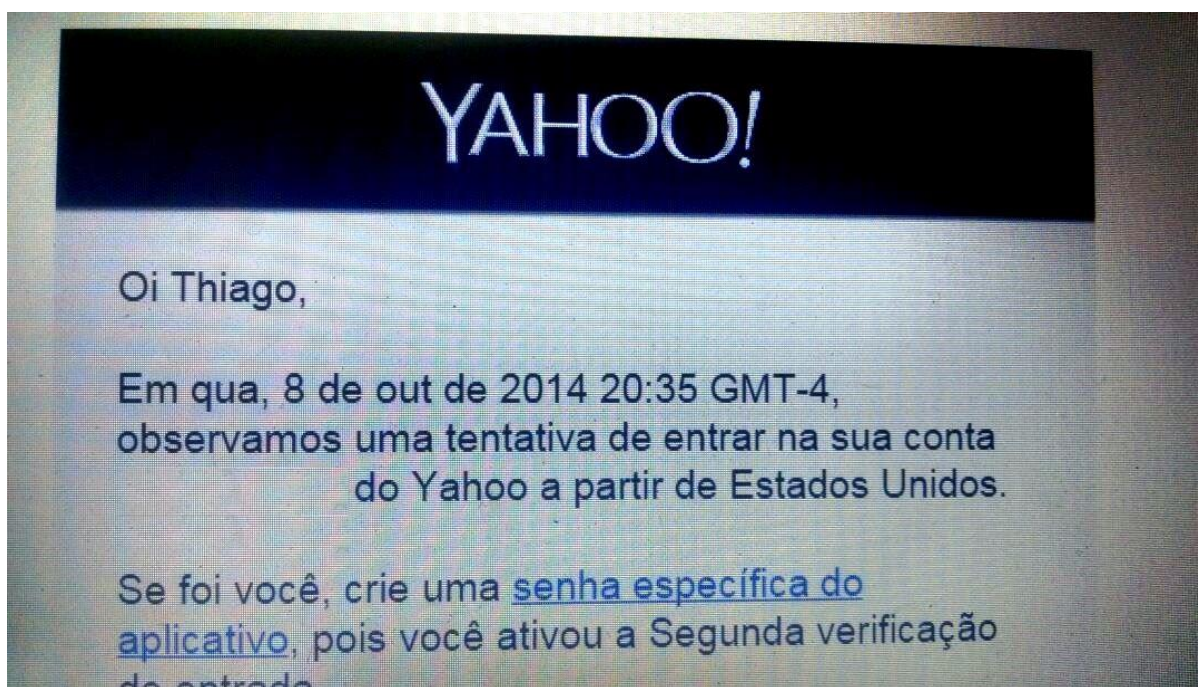 YAHOO!
Oi Thiago,
Em qua, 8 de out de 2014 20:35 GMT-4,
observamos uma tentativa de entrar na sua conta
do Yahoo a partir de Estados Unidos.
Se foi você, crie uma senha específica do
aplicativo, pois você ativou a Segunda verificação
de entrada